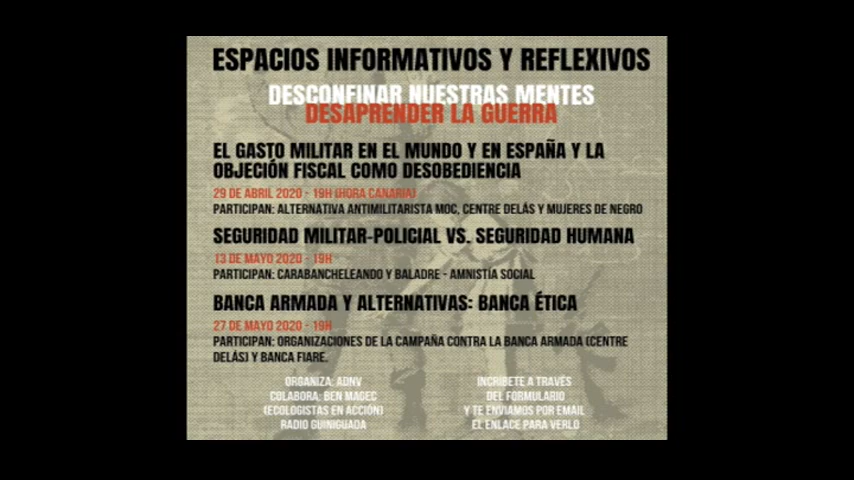 ESPACIOS INFORMATIVOS Y REFLEXIVOS
DESCONFINAR NUESTRAS MENTES
DESAPRENDER LA GUERRA
EL GASTO MILITAR EN EL MUNDO Y EN ESPAÑA Y LA
OBJECIÓN FISCAL COMO DESOBEDIENCIA
29 DE ABRIL 2020 - 19H (HORA CANARIA)
PARTICIPAN: ALTERNATIVA ANTIMILITARISTA MOC, CENTRE DELÁS Y MUJERES DE NEGRO
SEGURIDAD MILITAR-POLICIAL VS. SEGURIDAD HUMANA
13 DE MAYO 2020 - 19H
PARTICIPAN: CARABANCHELEANDO Y BALADRE - AMNISTÍA SOCIAL
BANCA ARMADA Y ALTERNATIVAS: BANCA ÉTICA
27 DE MAYO 2020 - 19H
PARTICIPAN: ORGANIZACIONES DE LA CAMPAÑA CONTRA LA BANCA ARMADA (CENTRE
DELÁS) Y BANCA FIARE.
ORGANIZA: ADNV
COLABORA: BEN MAGEC
(ECOLOGISTAS EN ACCIÓN)
RADIO GUINIGUADA
INCRÍBETE A TRAVÉS
DEL FORMULARIO
Y TE ENVIAMOS POR EMAIL
EL ENLACE PARA VERLO